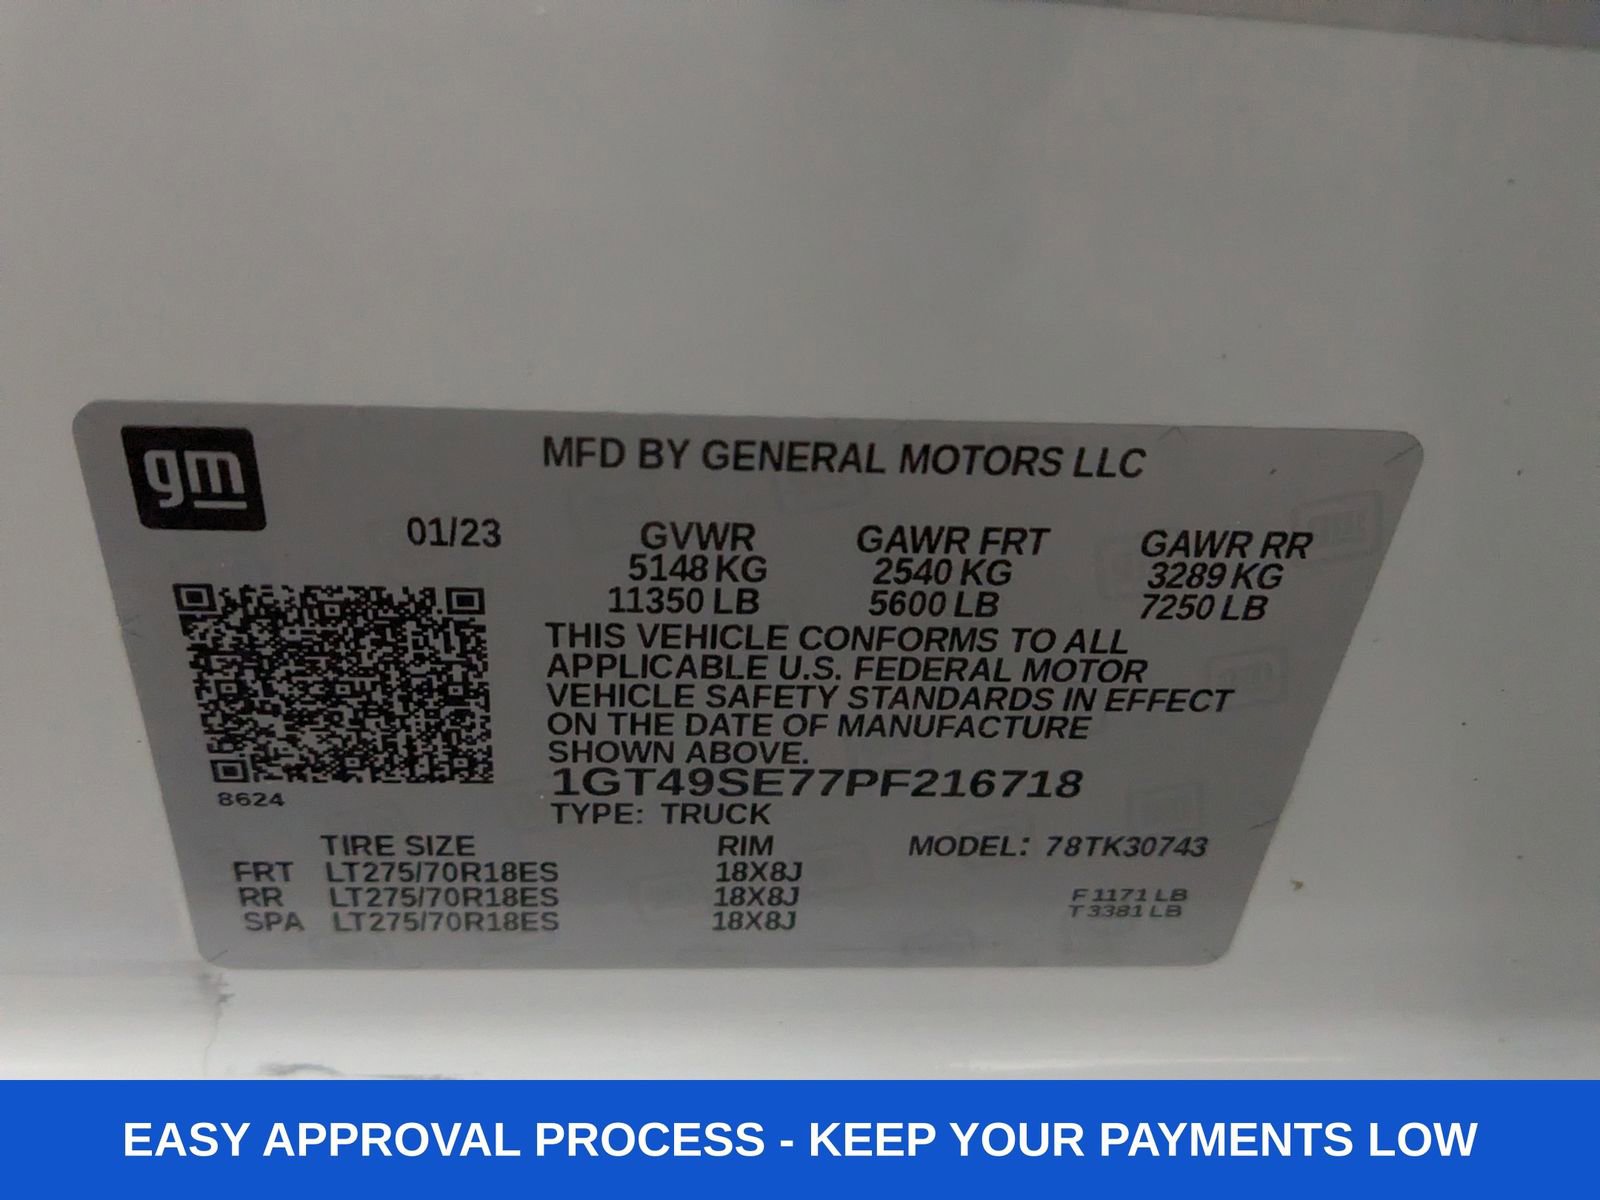 gm
MFD BY GENERAL MOTORS LLC
01/23 GVWR GAWR FRT GAWR RR
5148 KG 2540 KG 3289 KG
11350 LB 5600 LB 7250 LB
THIS VEHICLE CONFORMS TO ALL
APPLICABLE U.S. FEDERAL MOTOR
VEHICLE SAFETY STANDARDS IN EFFECT
ON THE DATE OF MANUFACTURE
SHOWN ABOVE.
1GT49SE77PF216718
8624
TYPE: TRUCK
TIRE SIZE RIM MODEL: 78TK30743
FRT LT275/70R18ES 18X8J
RR LT275/70R18ES 18X8J F 1171 LB
SPA LT275/70R18ES 18X8J T 3381 LB
EASY APPROVAL PROCESS - KEEP YOUR PAYMENTS LOW